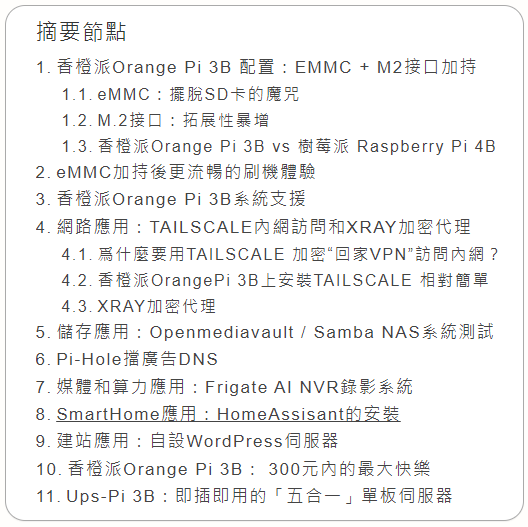 摘要節點
1. 香橙派Orange Pi 3B 配置：EMMC + M2接口加持
1.1. eMMC：擺脫SD卡的魔咒
1.2. M.2接口：拓展性暴增
1.3. 香橙派Orange Pi 3B vs 樹莓派 Raspberry Pi 4B
2. eMMC加持後更流暢的刷機體驗
3. 香橙派Orange Pi 3B系統支援
4. 網路應用：TAILSCALE內網訪問和XRAY加密代理
4.1. 爲什麼要用TAILSCALE 加密“回家VPN”訪問內網？
4.2. 香橙派OrangePi 3B上安裝TAILSCALE 相對簡單
4.3. XRAY加密代理
5. 儲存應用：Openmediavault / Samba NAS系統測試
6. Pi-Hole擋廣告DNS
7. 媒體和算力應用：Frigate AI NVR錄影系統
8. SmartHome應用：HomeAssisant的安裝
9. 建站應用：自設WordPress伺服器
10. 香橙派Orange Pi 3B： 300元內的最大快樂
11. Ups-Pi 3B：即插即用的「五合一」單板伺服器